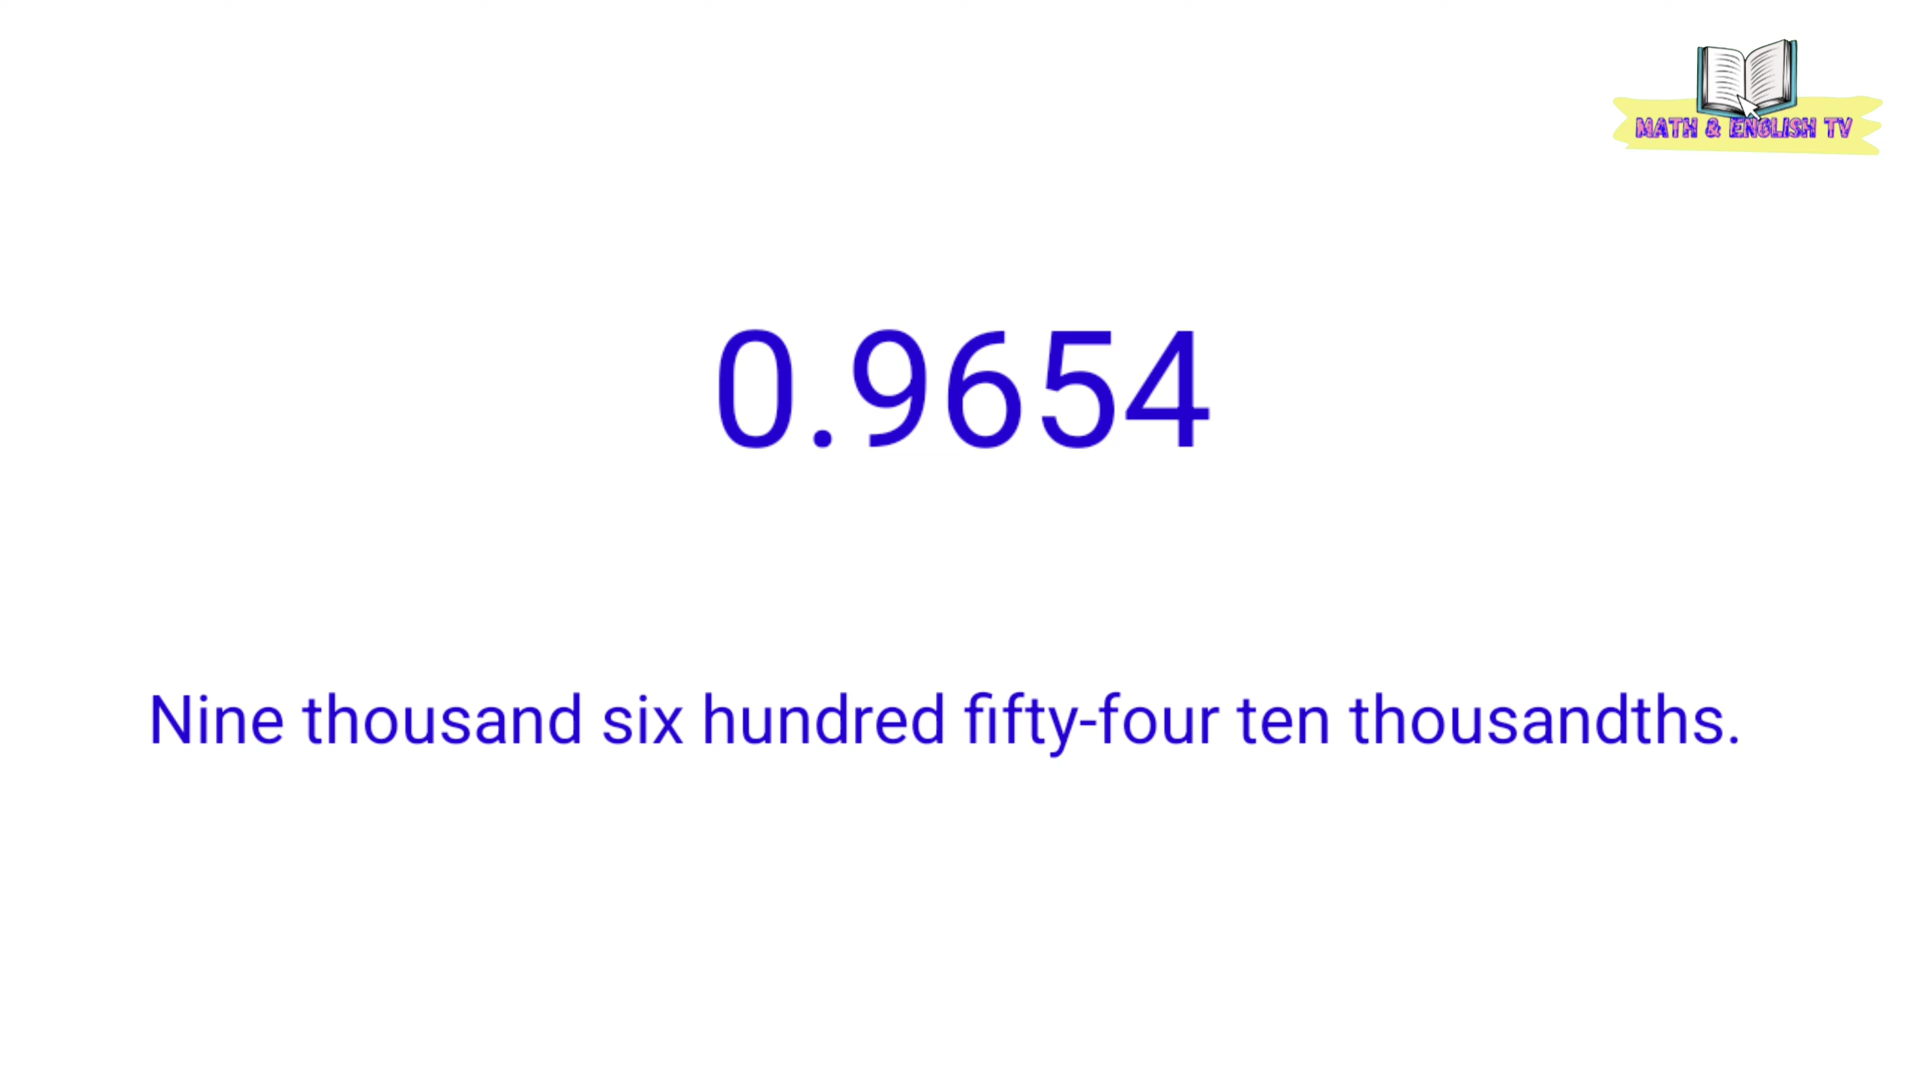 MATH & ENGLISH TV
0.9654
Nine thousand six hundred fifty-four ten thousandths.